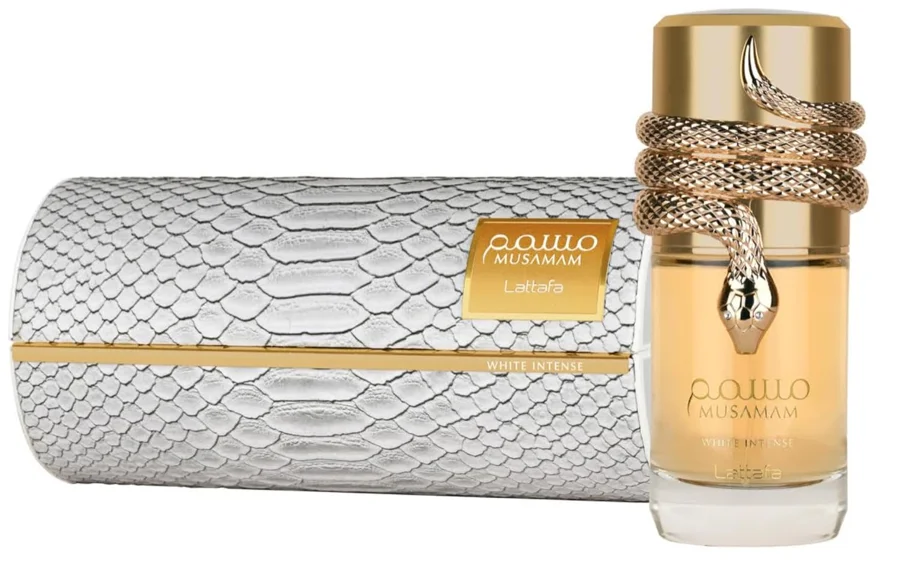 مسمم
MUSAMAM
Lattafa
WHITE INTENSE
مسمم
MUSAMAM
WHITE INTENSE
Lattafa